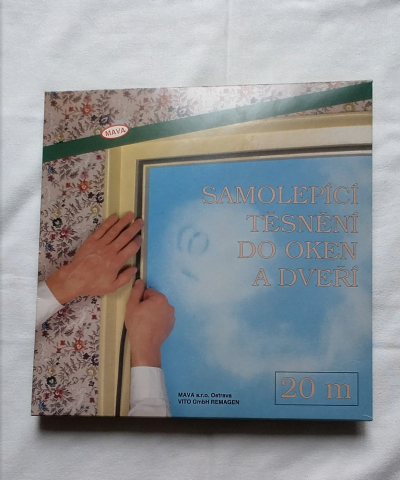 MAVA
SAMOLEPÍCÍ
TĚSNĚNÍ
DO OKEN
A DVEŘÍ
20 m
MAVA s.r.o. Ostrava
VITO GmbH REMAGEN